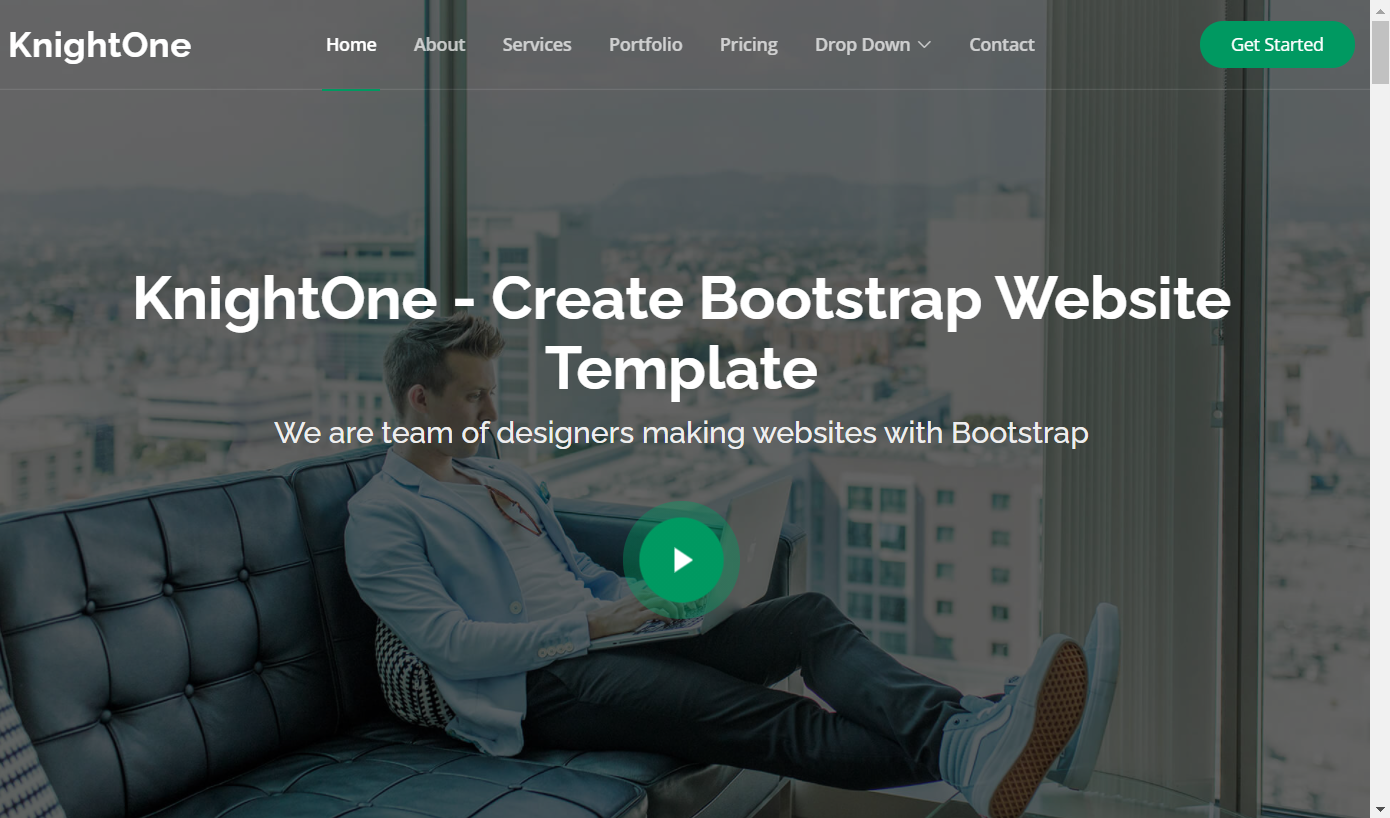 KnightOne
Home About Services Portfolio Pricing Drop Down Contact Get Started
KnightOne - Create Bootstrap Website
Template
We are team of designers making websites with Bootstrap